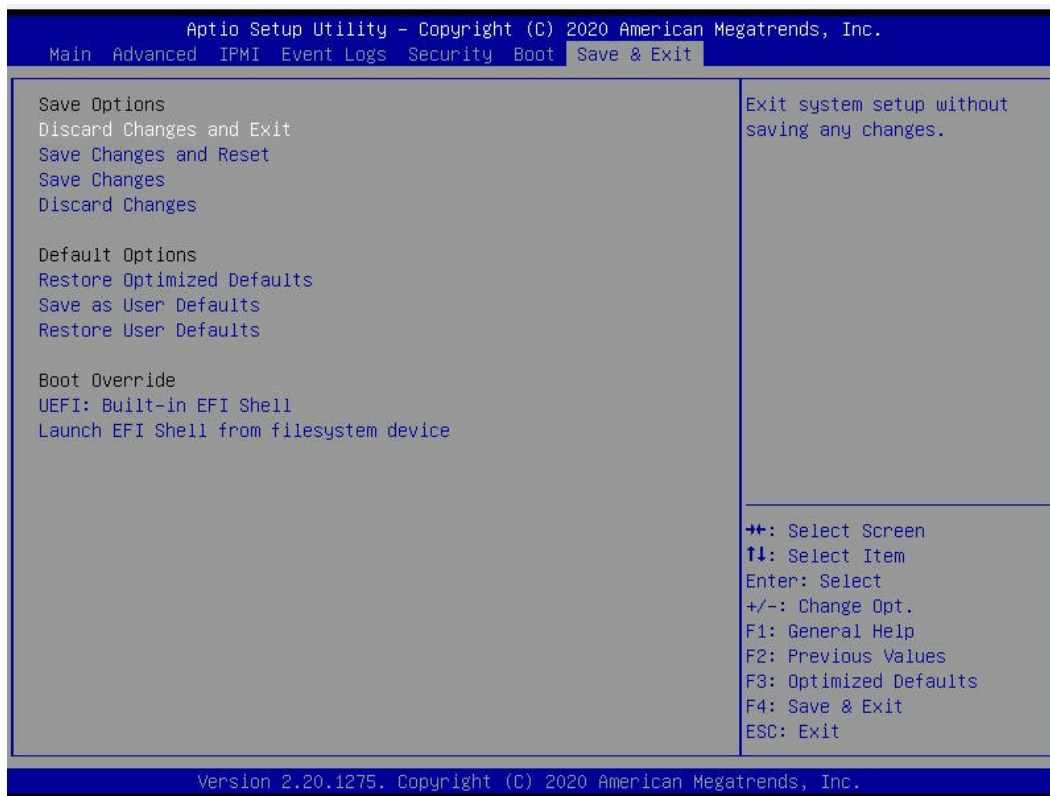 Aptio Setup Utility – Copyright (C) 2020 American Megatrends, Inc.
Main Advanced IPMI Event Logs Security Boot Save & Exit
Save Options
Discard Changes and Exit
Save Changes and Reset
Save Changes
Discard Changes
Default Options
Restore Optimized Defaults
Save as User Defaults
Restore User Defaults
Boot Override
UEFI: Built-in EFI Shell
Launch EFI Shell from filesystem device
Exit system setup without
saving any changes.
→←: Select Screen
↑↓: Select Item
Enter: Select
+/-: Change Opt.
F1: General Help
F2: Previous Values
F3: Optimized Defaults
F4: Save & Exit
ESC: Exit
Version 2.20.1275. Copyright (C) 2020 American Megatrends, Inc.